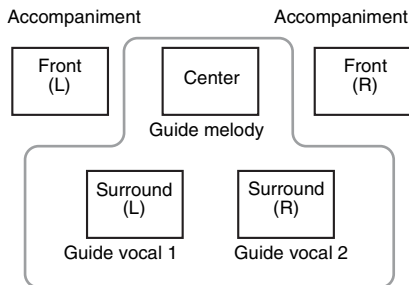 Accompaniment Accompaniment
Front
(L)
Center
Front
(R)
Guide melody
Surround
(L)
Surround
(R)
Guide vocal 1 Guide vocal 2